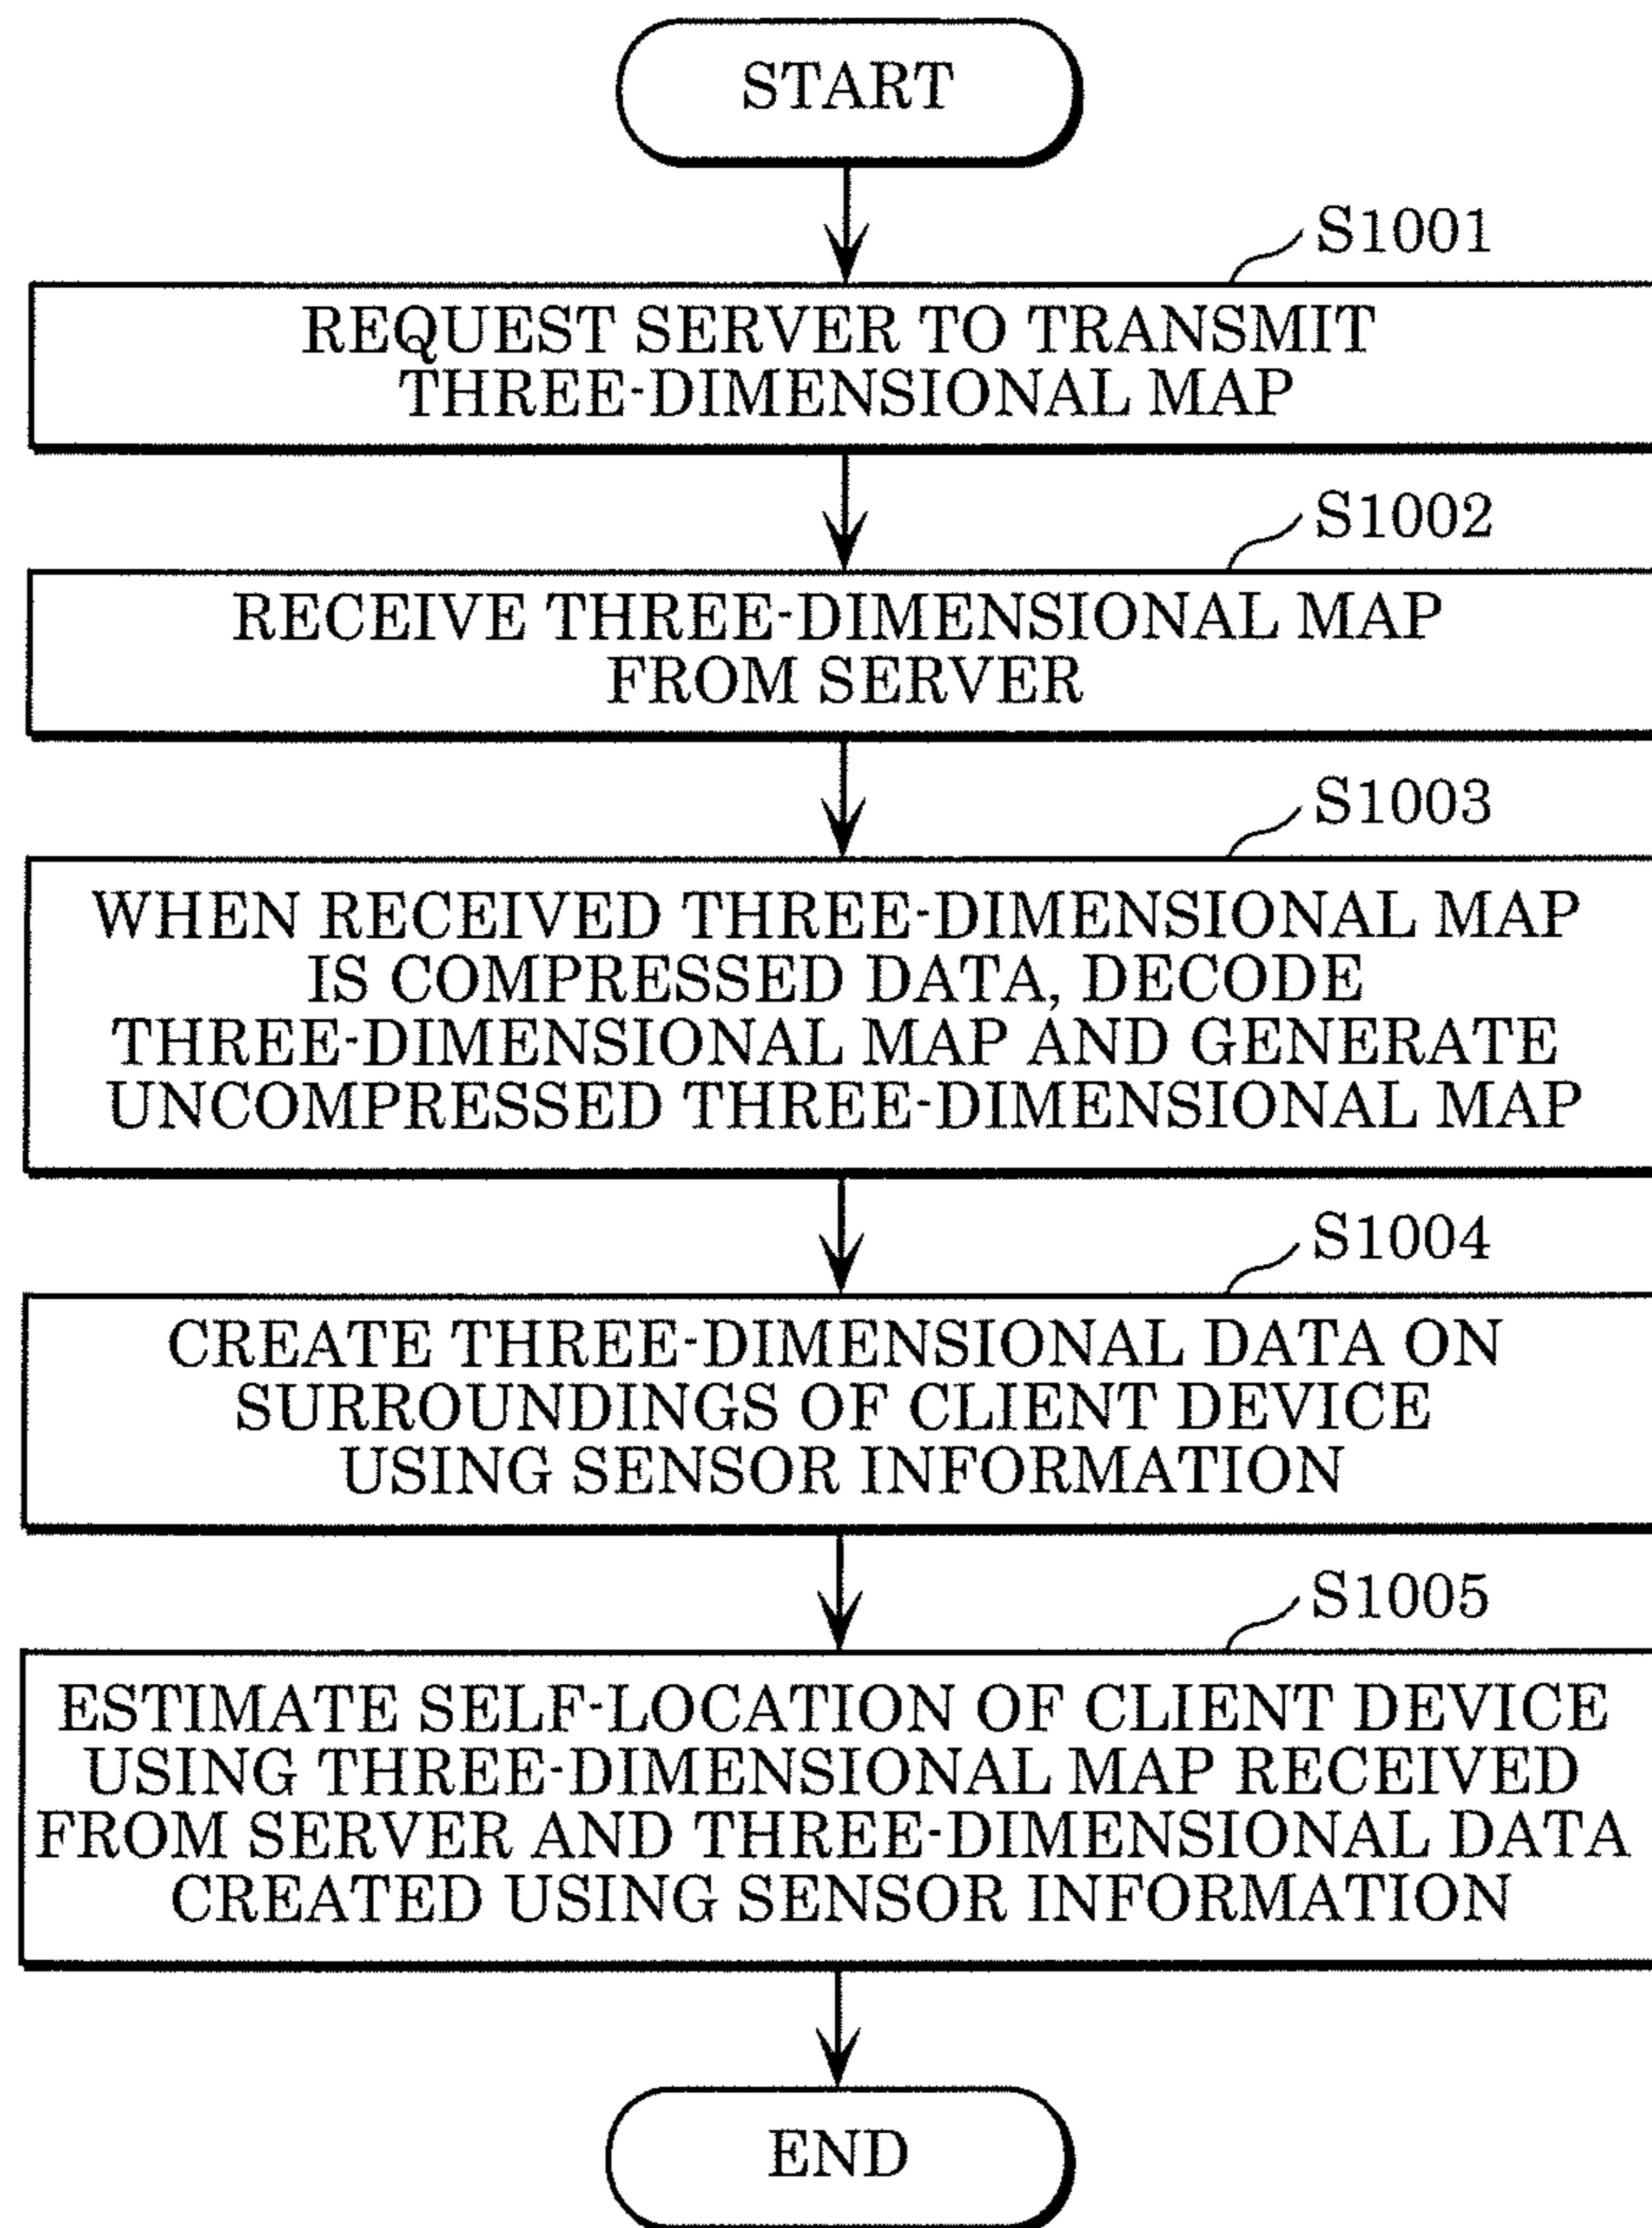 START
S1001
REQUEST SERVER TO TRANSMIT
THREE-DIMENSIONAL MAP
S1002
RECEIVE THREE-DIMENSIONAL MAP
FROM SERVER
S1003
WHEN RECEIVED THREE-DIMENSIONAL MAP
IS COMPRESSED DATA, DECODE
THREE-DIMENSIONAL MAP AND GENERATE
UNCOMPRESSED THREE-DIMENSIONAL MAP
S1004
CREATE THREE-DIMENSIONAL DATA ON
SURROUNDINGS OF CLIENT DEVICE
USING SENSOR INFORMATION
S1005
ESTIMATE SELF-LOCATION OF CLIENT DEVICE
USING THREE-DIMENSIONAL MAP RECEIVED
FROM SERVER AND THREE-DIMENSIONAL DATA
CREATED USING SENSOR INFORMATION
END